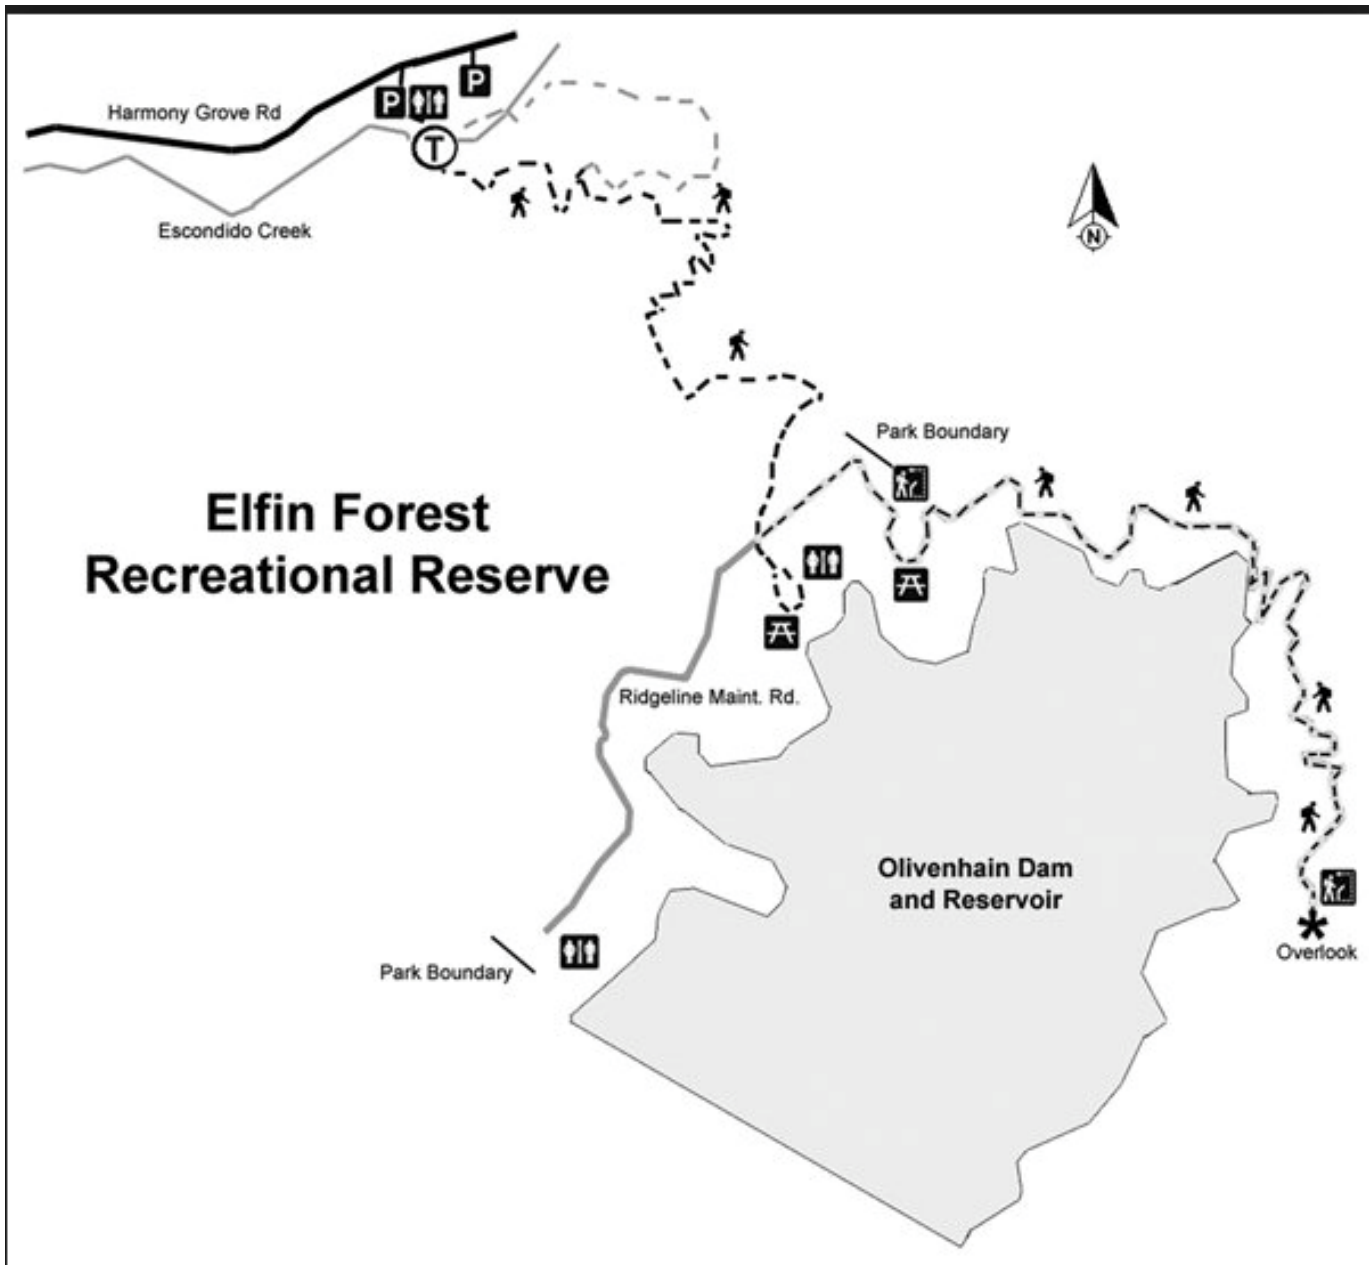 P
P
Harmony Grove Rd
T
Escondido Creek
N
Park Boundary
Elfin Forest
Recreational Reserve
Ridgeline Maint. Rd.
Olivenhain Dam
and Reservoir
Overlook
Park Boundary